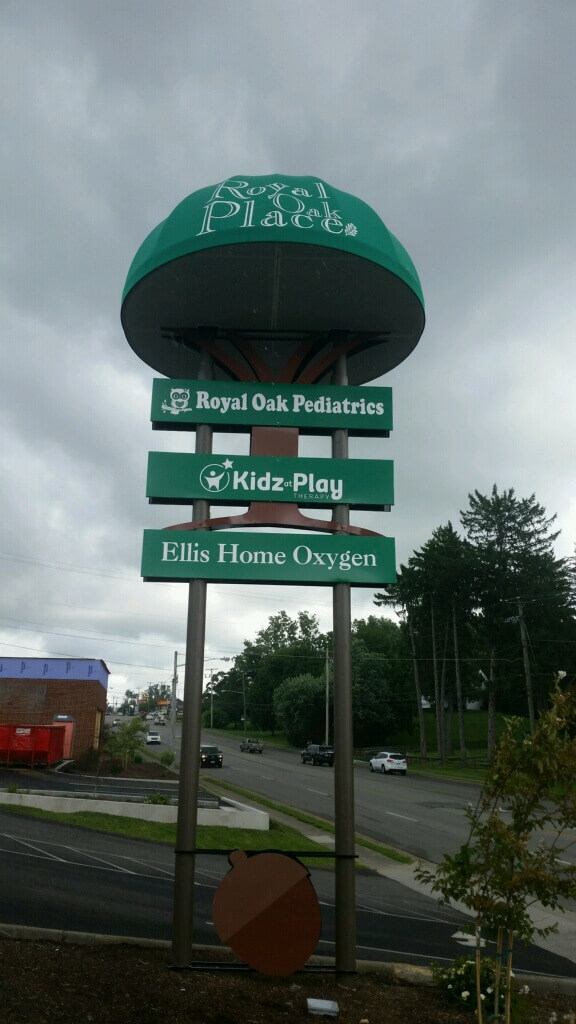 Royal
Oak
Place
Royal Oak Pediatrics
Kidz at Play
THERAPY
Ellis Home Oxygen